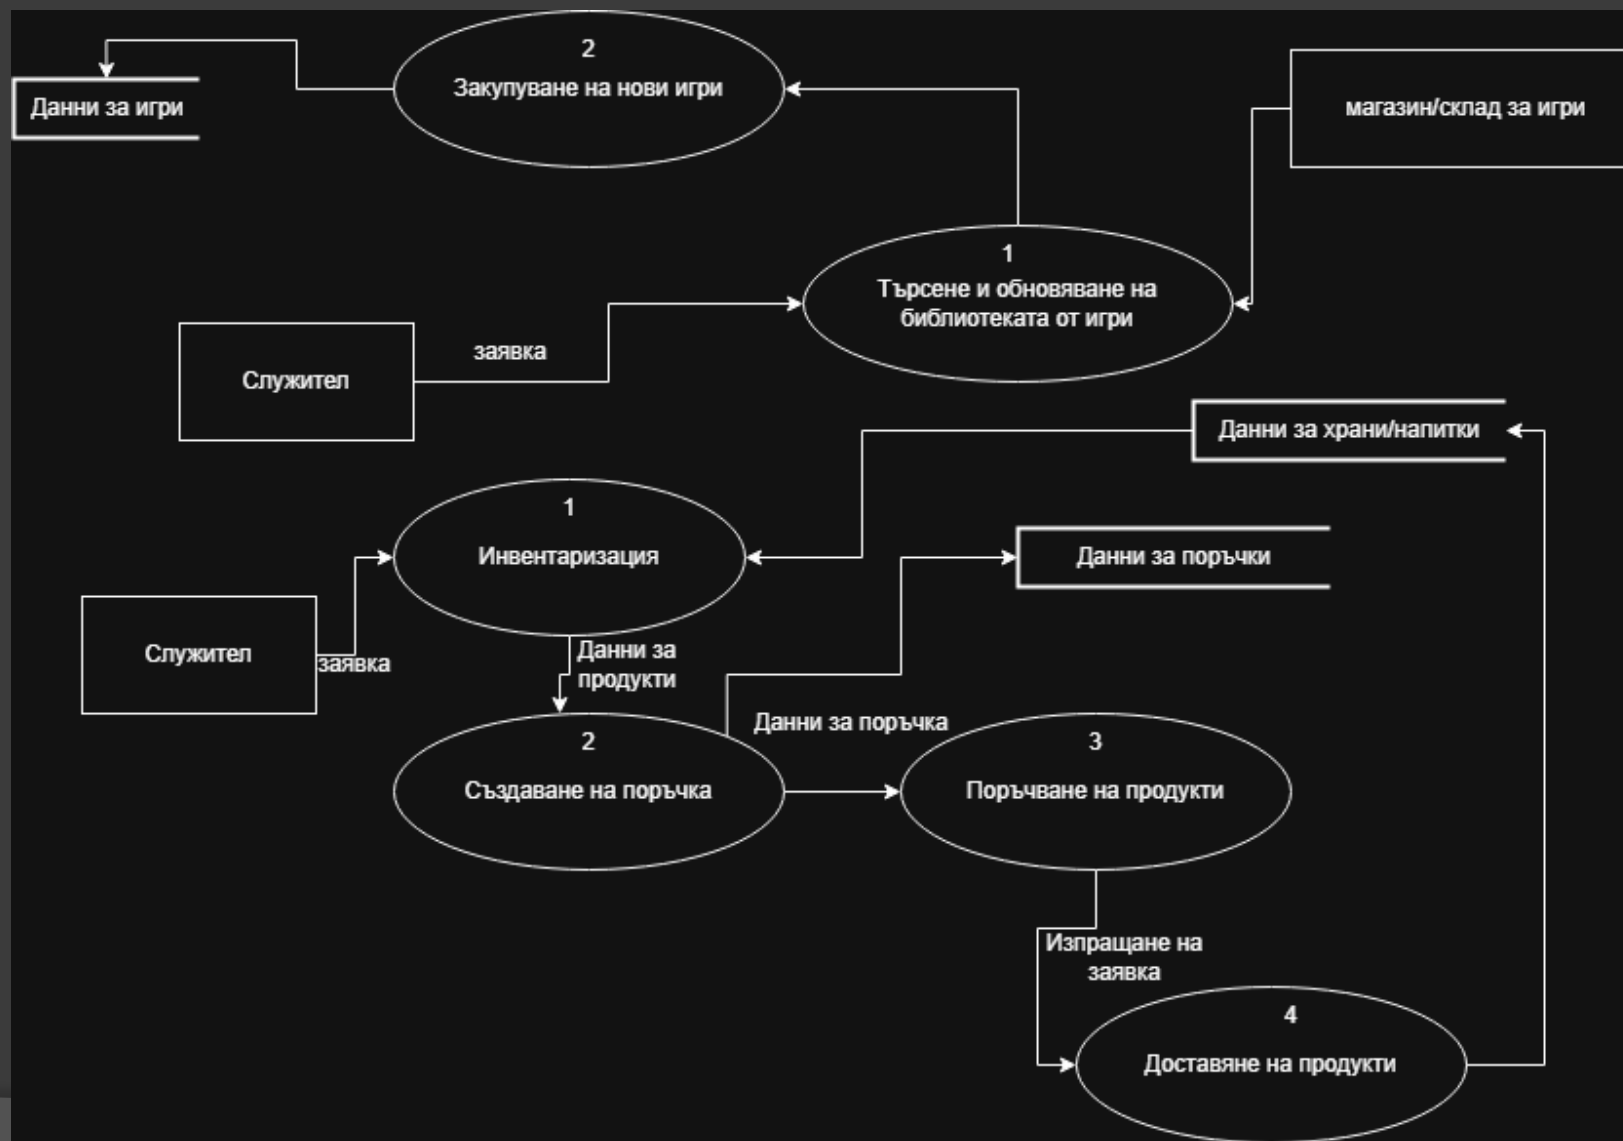 2
Закупуване на нови игри
Данни за игри
магазин/склад за игри
1
Търсене и обновяване на
библиотеката от игри
заявка
Служител
Данни за храни/напитки
1
Инвентаризация
Данни за поръчки
Служител
заявка
Данни за
продукти
Данни за поръчка
2
Създаване на поръчка
3
Поръчване на продукти
Изпращане на
заявка
4
Доставяне на продукти